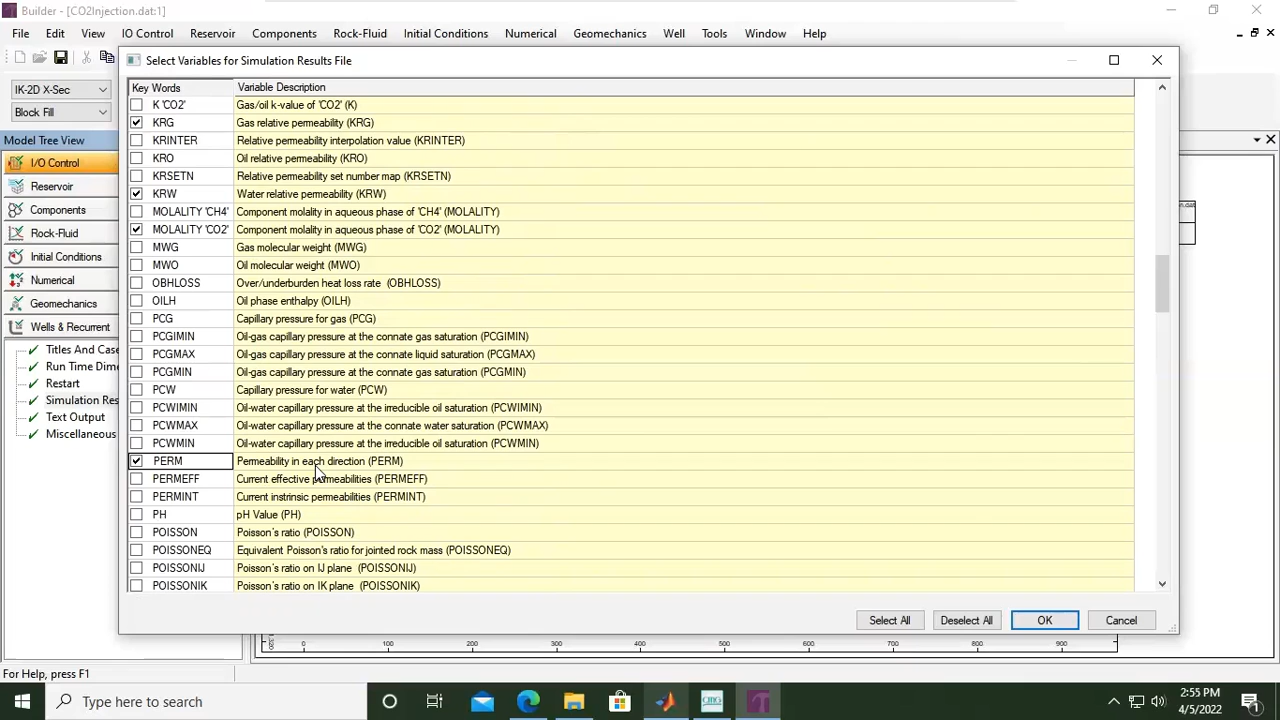 Builder - [CO2Injection.dat:1]
File Edit View IO Control Reservoir Components Rock-Fluid Initial Conditions Numerical Geomechanics Well Tools Window Help
Select Variables for Simulation Results File
IK-2D X-Sec
Block Fill
Model Tree View
I/O Control
Reservoir
Components
Rock-Fluid
Initial Conditions
Numerical
Geomechanics
Wells & Recurrent
Titles And Case
Run Time Dime
Restart
Simulation Res
Text Output
Miscellaneous
Key Words Variable Description
K 'CO2' Gas/oil k-value of 'CO2' (K)
KRG Gas relative permeability (KRG)
KRINTER Relative permeability interpolation value (KRINTER)
KRO Oil relative permeability (KRO)
KRSETN Relative permeability set number map (KRSETN)
KRW Water relative permeability (KRW)
MOLALITY 'CH4' Component molality in aqueous phase of 'CH4' (MOLALITY)
MOLALITY 'CO2' Component molality in aqueous phase of 'CO2' (MOLALITY)
MWG Gas molecular weight (MWG)
MWO Oil molecular weight (MWO)
OBHLOSS Over/underburden heat loss rate (OBHLOSS)
OILH Oil phase enthalpy (OILH)
PCG Capillary pressure for gas (PCG)
PCGIMIN Oil-gas capillary pressure at the connate gas saturation (PCGIMIN)
PCGMAX Oil-gas capillary pressure at the connate liquid saturation (PCGMAX)
PCGMIN Oil-gas capillary pressure at the connate gas saturation (PCGMIN)
PCW Capillary pressure for water (PCW)
PCWIMIN Oil-water capillary pressure at the irreducible oil saturation (PCWIMIN)
PCWMAX Oil-water capillary pressure at the connate water saturation (PCWMAX)
PCWMIN Oil-water capillary pressure at the irreducible oil saturation (PCWMIN)
PERM Permeability in each direction (PERM)
PERMEFF Current effective permeabilities (PERMEFF)
PERMINT Current instrinsic permeabilities (PERMINT)
PH pH Value (PH)
POISSON Poisson's ratio (POISSON)
POISSONEQ Equivalent Poisson's ratio for jointed rock mass (POISSONEQ)
POISSONIJ Poisson's ratio on IJ plane (POISSONIJ)
POISSONIK Poisson's ratio on IK plane (POISSONIK)
Select All Deselect All OK Cancel
0 100 200 300 400 500 600 700 800 900
For Help, press F1
Type here to search
CMG
2:55 PM
4/5/2022
1